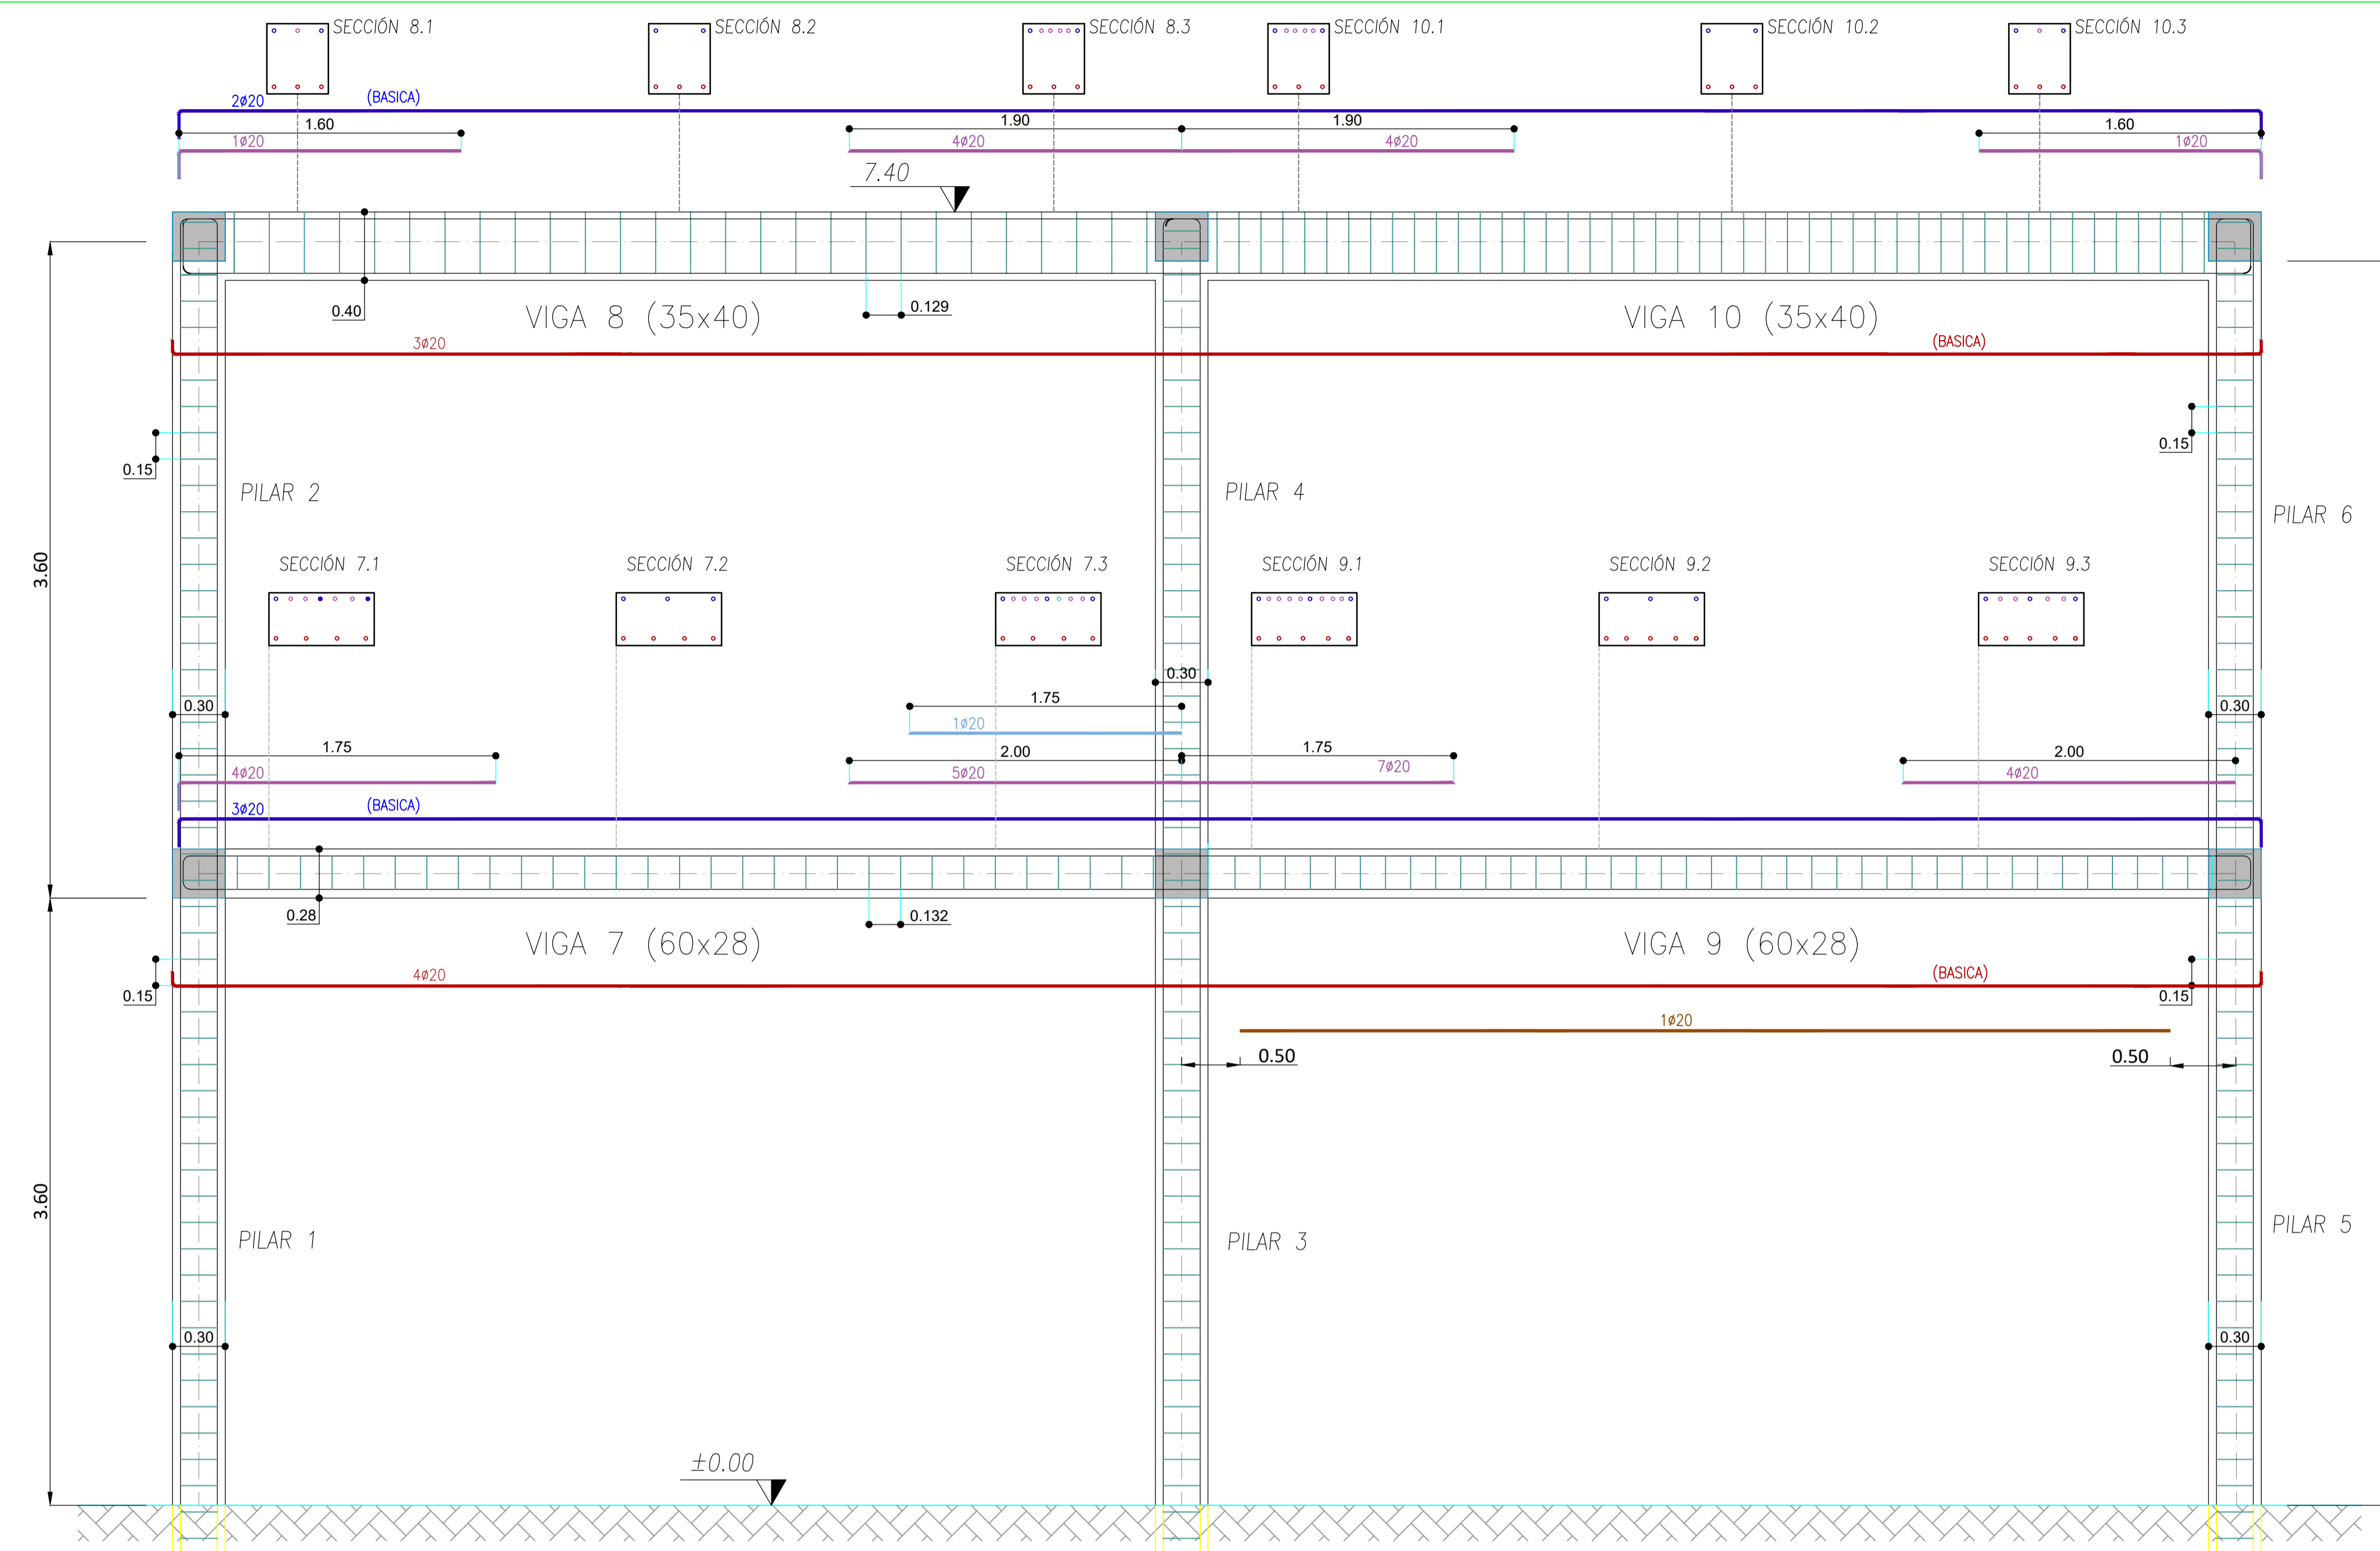 SECCIÓN 8.1
SECCIÓN 8.2
SECCIÓN 8.3
SECCIÓN 10.1
SECCIÓN 10.2
SECCIÓN 10.3
2ø20
(BASICA)
1.60
1.90
1.90
1.60
1ø20
4ø20
4ø20
1ø20
7.40
0.40
VIGA 8 (35x40)
0.129
VIGA 10 (35x40)
3ø20
(BASICA)
0.15
0.15
PILAR 2
PILAR 4
PILAR 6
3.60
SECCIÓN 7.1
SECCIÓN 7.2
SECCIÓN 7.3
SECCIÓN 9.1
SECCIÓN 9.2
SECCIÓN 9.3
0.30
0.30
0.30
1.75
1ø20
1.75
2.00
1.75
2.00
4ø20
5ø20
7ø20
4ø20
3ø20
(BASICA)
0.28
0.132
VIGA 7 (60x28)
VIGA 9 (60x28)
4ø20
(BASICA)
0.15
0.15
1ø20
0.50
0.50
3.60
PILAR 1
PILAR 3
PILAR 5
0.30
0.30
±0.00